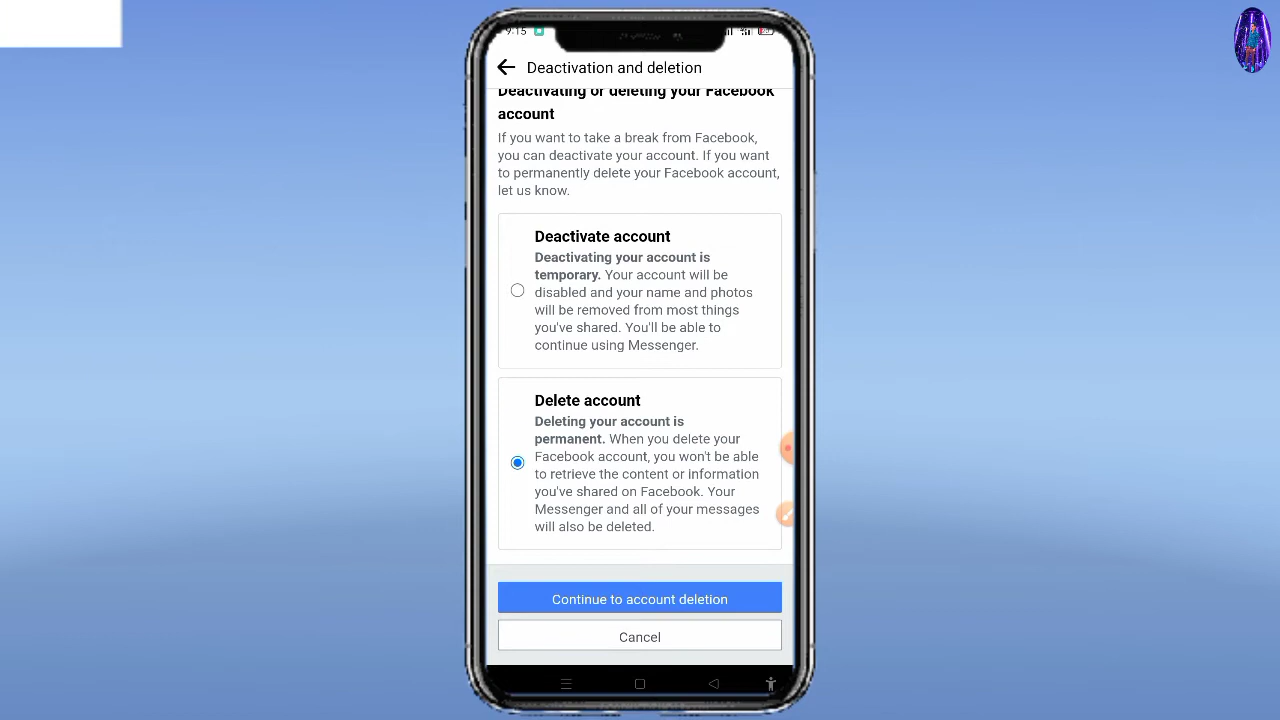 9:15
Deactivation and deletion
Deactivating or deleting your Facebook
account
If you want to take a break from Facebook,
you can deactivate your account. If you want
to permanently delete your Facebook account,
let us know.
Deactivate account
Deactivating your account is
temporary. Your account will be
disabled and your name and photos
will be removed from most things
you've shared. You'll be able to
continue using Messenger.
Delete account
Deleting your account is
permanent. When you delete your
Facebook account, you won't be able
to retrieve the content or information
you've shared on Facebook. Your
Messenger and all of your messages
will also be deleted.
Continue to account deletion
Cancel